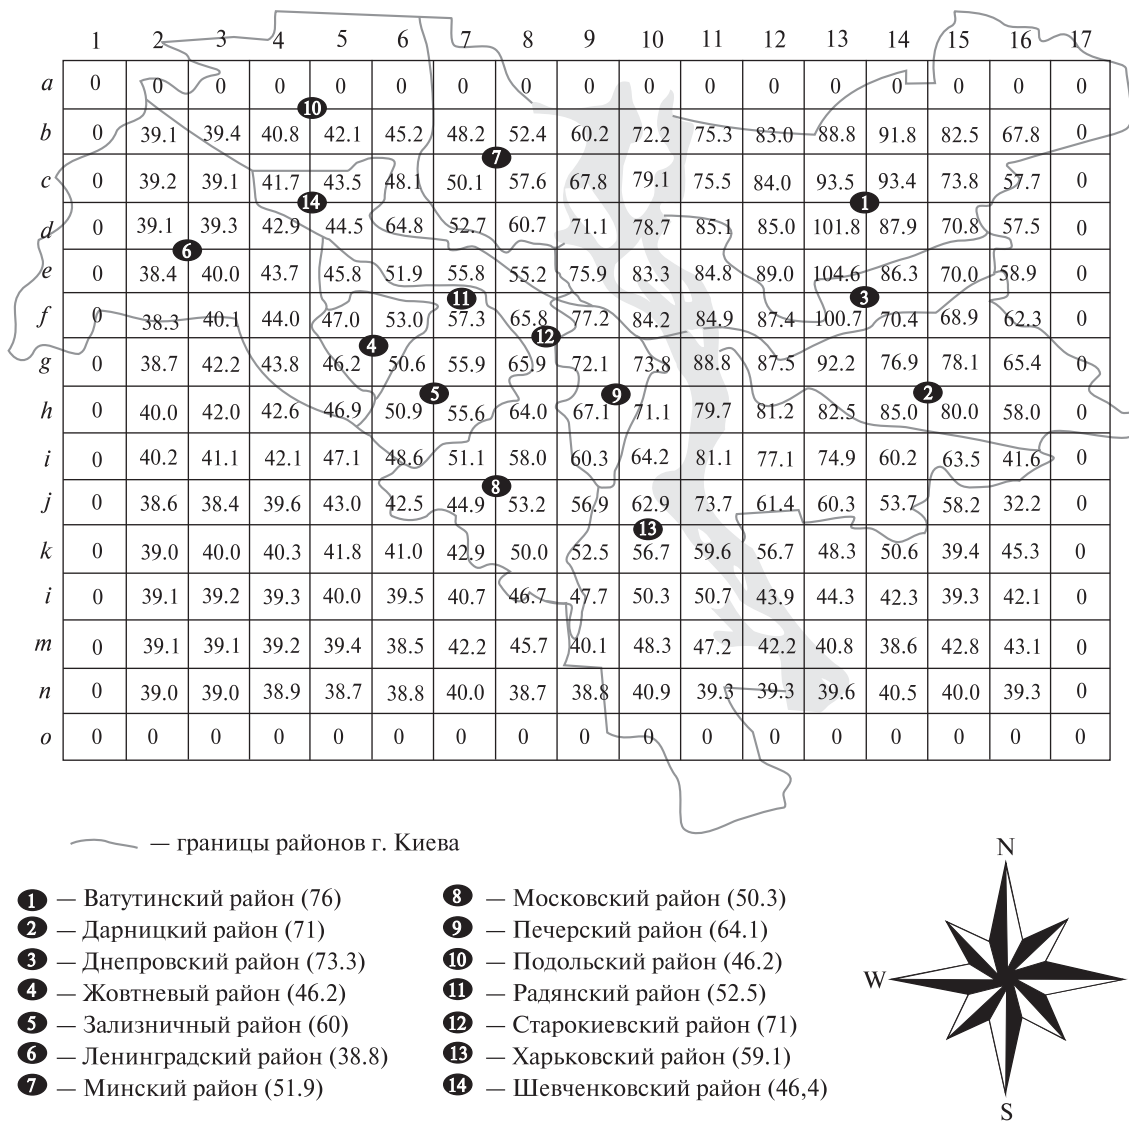 1 2 3 4 5 6 7 8 9 10 11 12 13 14 15 16 17
a 0 0 0 0 0 0 0 0 0 0 0 0 0 0 0 0 0
10
b 0 39.1 39.4 40.8 42.1 45.2 48.2 52.4 60.2 72.2 75.3 83.0 88.8 91.8 82.5 67.8 0
7
c 0 39.2 39.1 41.7 43.5 48.1 50.1 57.6 67.8 79.1 75.5 84.0 93.5 93.4 73.8 57.7 0
14 1
d 0 39.1 39.3 42.9 44.5 64.8 52.7 60.7 71.1 78.7 85.1 85.0 101.8 87.9 70.8 57.5 0
6
e 0 38.4 40.0 43.7 45.8 51.9 55.8 55.2 75.9 83.3 84.8 89.0 104.6 86.3 70.0 58.9 0
11 3
f 0 38.3 40.1 44.0 47.0 53.0 57.3 65.8 77.2 84.2 84.9 87.4 100.7 70.4 68.9 62.3 0
4 12
g 0 38.7 42.2 43.8 46.2 50.6 55.9 65.9 72.1 73.8 88.8 87.5 92.2 76.9 78.1 65.4 0
5 9 2
h 0 40.0 42.0 42.6 46.9 50.9 55.6 64.0 67.1 71.1 79.7 81.2 82.5 85.0 80.0 58.0 0
i 0 40.2 41.1 42.1 47.1 48.6 51.1 58.0 60.3 64.2 81.1 77.1 74.9 60.2 63.5 41.6 0
8
j 0 38.6 38.4 39.6 43.0 42.5 44.9 53.2 56.9 62.9 73.7 61.4 60.3 53.7 58.2 32.2 0
13
k 0 39.0 40.0 40.3 41.8 41.0 42.9 50.0 52.5 56.7 59.6 56.7 48.3 50.6 39.4 45.3 0
i 0 39.1 39.2 39.3 40.0 39.5 40.7 46.7 47.7 50.3 50.7 43.9 44.3 42.3 39.3 42.1 0
m 0 39.1 39.1 39.2 39.4 38.5 42.2 45.7 40.1 48.3 47.2 42.2 40.8 38.6 42.8 43.1 0
n 0 39.0 39.0 38.9 38.7 38.8 40.0 38.7 38.8 40.9 39.3 39.3 39.6 40.5 40.0 39.3 0
o 0 0 0 0 0 0 0 0 0 0 0 0 0 0 0 0 0
— границы районов г. Киева
1 — Ватутинский район (76)
2 — Дарницкий район (71)
3 — Днепровский район (73.3)
4 — Жовтневый район (46.2)
5 — Зализничный район (60)
6 — Ленинградский район (38.8)
7 — Минский район (51.9)
8 — Московский район (50.3)
9 — Печерский район (64.1)
10 — Подольский район (46.2)
11 — Радянский район (52.5)
12 — Старокиевский район (71)
13 — Харьковский район (59.1)
14 — Шевченковский район (46,4)
N
W
S